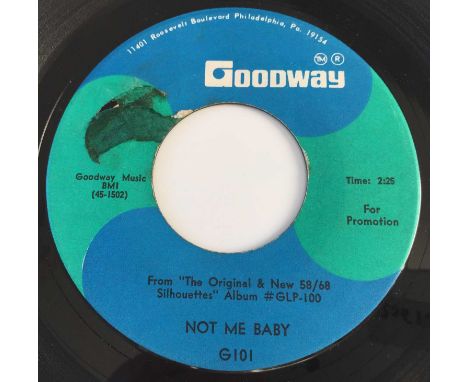 11401 Roosevelt Boulevard Philadelphia, Pa. 19154
TM ®
GOODWAY
Goodway Music
BMI
(45-1502)
Time: 2:25
For
Promotion
From "The Original & New 58/68
Silhouettes" Album #GLP-100
NOT ME BABY
G101